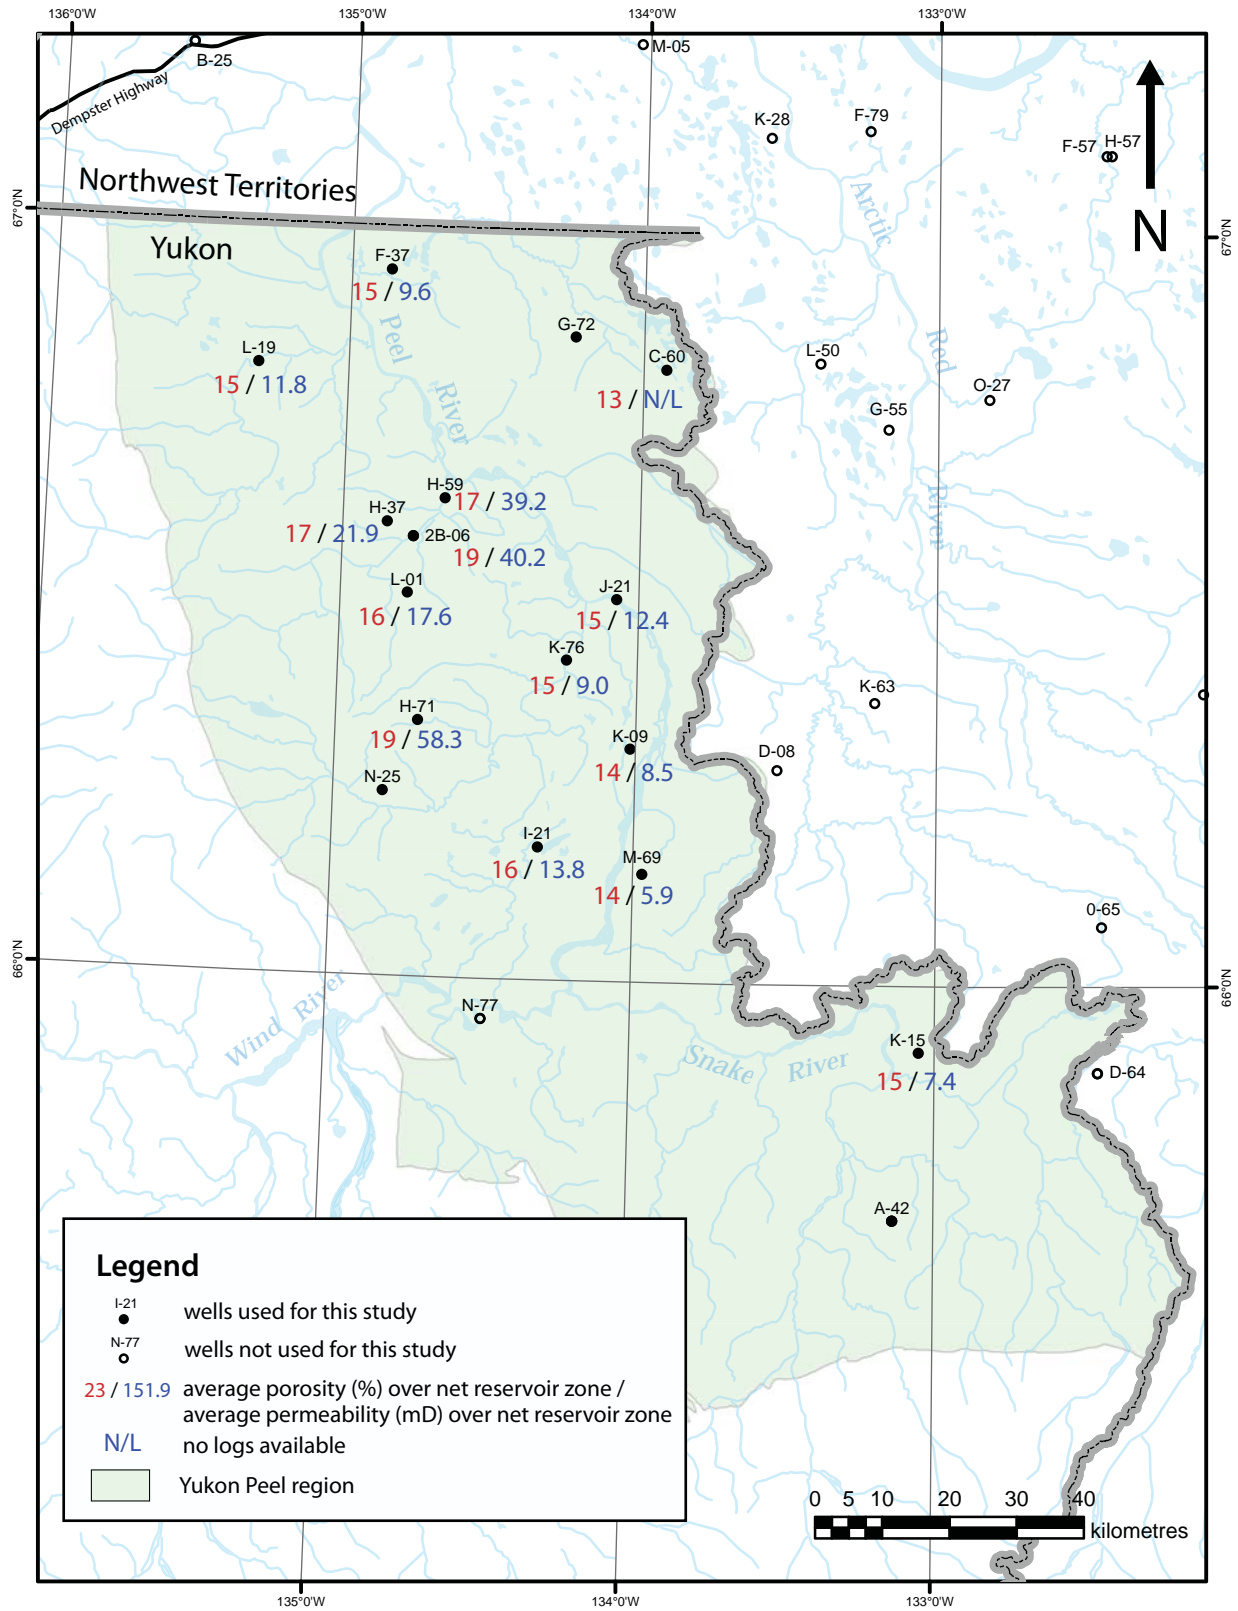 136°0'W
135°0'W
134°0'W
133°0'W
B-25
M-05
Dempster Highway
K-28
F-79
F-57
H-57
N
Northwest Territories
67°0'N
67°0'N
Yukon
Arctic
Red
River
F-37
15 / 9.6
Peel
River
G-72
L-19
15 / 11.8
C-60
13 / N/L
L-50
O-27
G-55
H-59
17 / 39.2
H-37
17 / 21.9
2B-06
19 / 40.2
L-01
16 / 17.6
J-21
15 / 12.4
K-76
15 / 9.0
K-63
H-71
19 / 58.3
K-09
14 / 8.5
D-08
N-25
I-21
16 / 13.8
M-69
14 / 5.9
0-65
66°0'N
66°0'N
Wind River
N-77
Snake River
K-15
15 / 7.4
D-64
A-42
Legend
I-21
wells used for this study
N-77
wells not used for this study
23 / 151.9 average porosity (%) over net reservoir zone /
average permeability (mD) over net reservoir zone
N/L no logs available
Yukon Peel region
0 5 10 20 30 40
kilometres
135°0'W
134°0'W
133°0'W